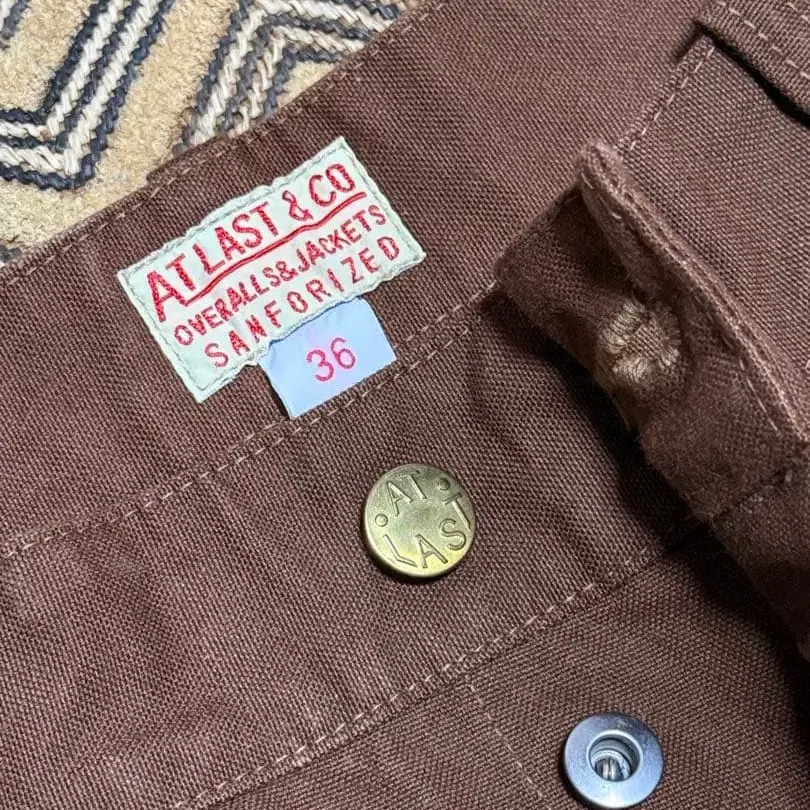 AT LAST & CO
OVERALLS&JACKETS
SANFORIZED
36
AT
LAST